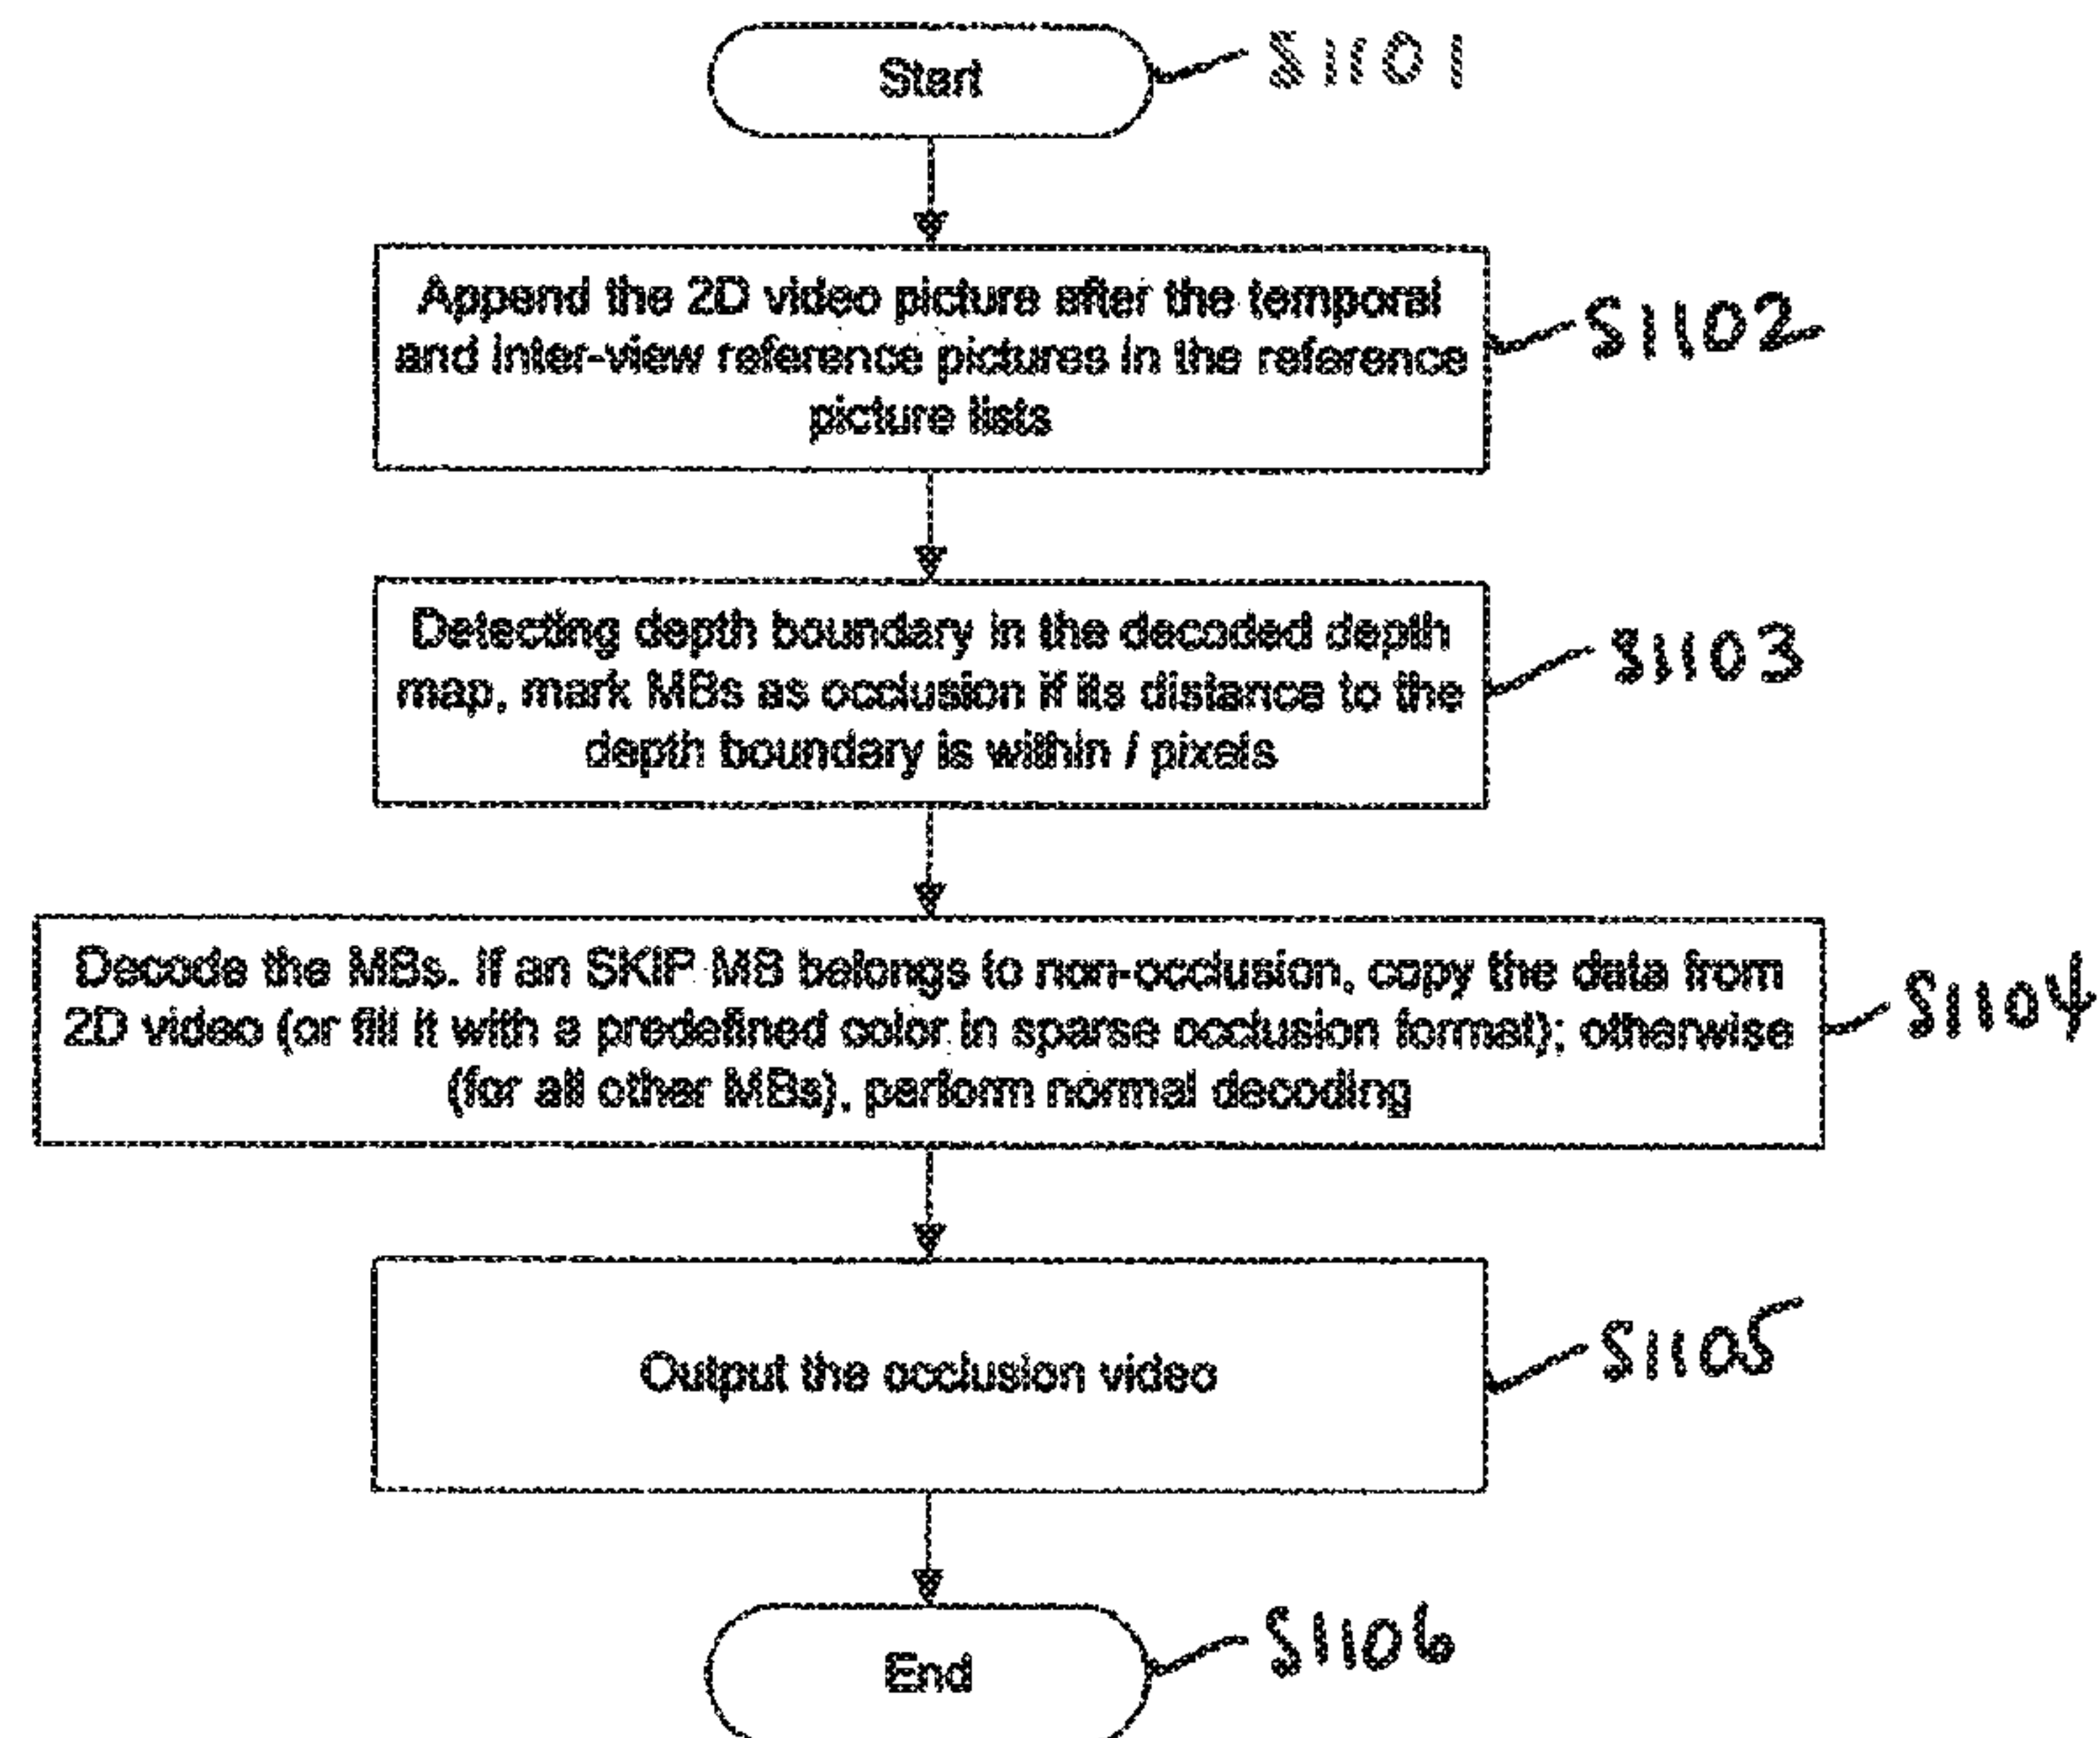 Start
S1101
Append the 2D video picture after the temporal
and inter-view reference pictures in the reference
picture lists
S1102
Detecting depth boundary in the decoded depth
map, mark MBs as occlusion if its distance to the
depth boundary is within l pixels
S1103
Decode the MBs. If an SKIP MB belongs to non-occlusion, copy the data from
2D video (or fill it with a predefined color in sparse occlusion format); otherwise
(for all other MBs), perform normal decoding
S1104
Output the occlusion video
S1105
End
S1106